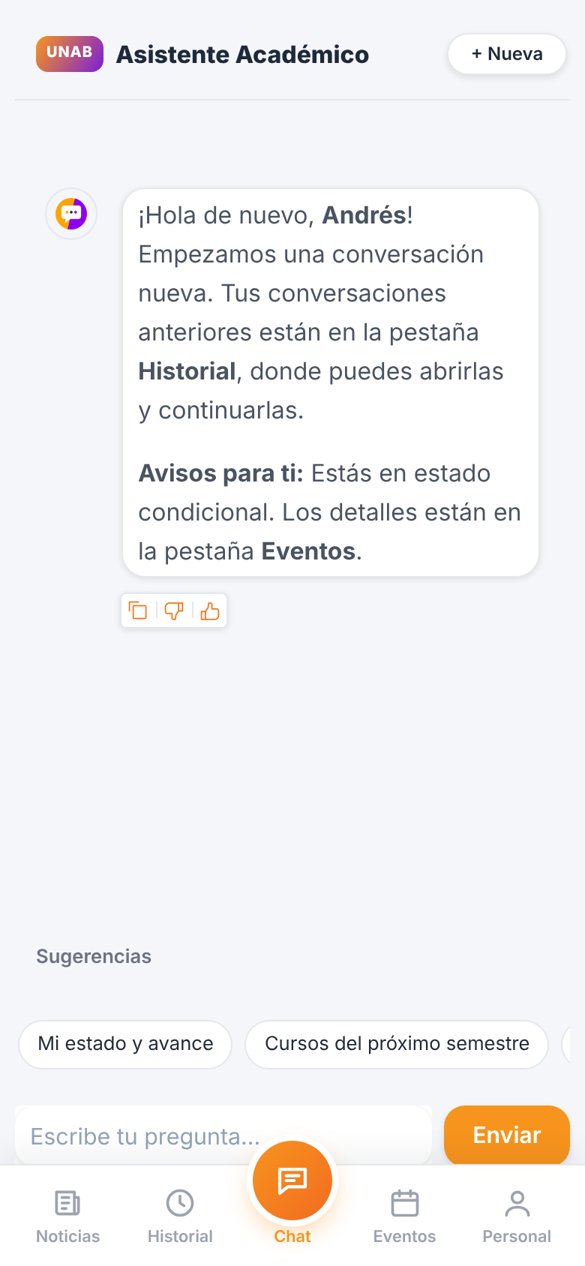 UNAB
Asistente Académico
+ Nueva
¡Hola de nuevo, Andrés!
Empezamos una conversación
nueva. Tus conversaciones
anteriores están en la pestaña
Historial, donde puedes abrirlas
y continuarlas.
Avisos para ti: Estás en estado
condicional. Los detalles están en
la pestaña Eventos.
Sugerencias
Mi estado y avance
Cursos del próximo semestre
Escribe tu pregunta...
Enviar
Noticias
Historial
Chat
Eventos
Personal